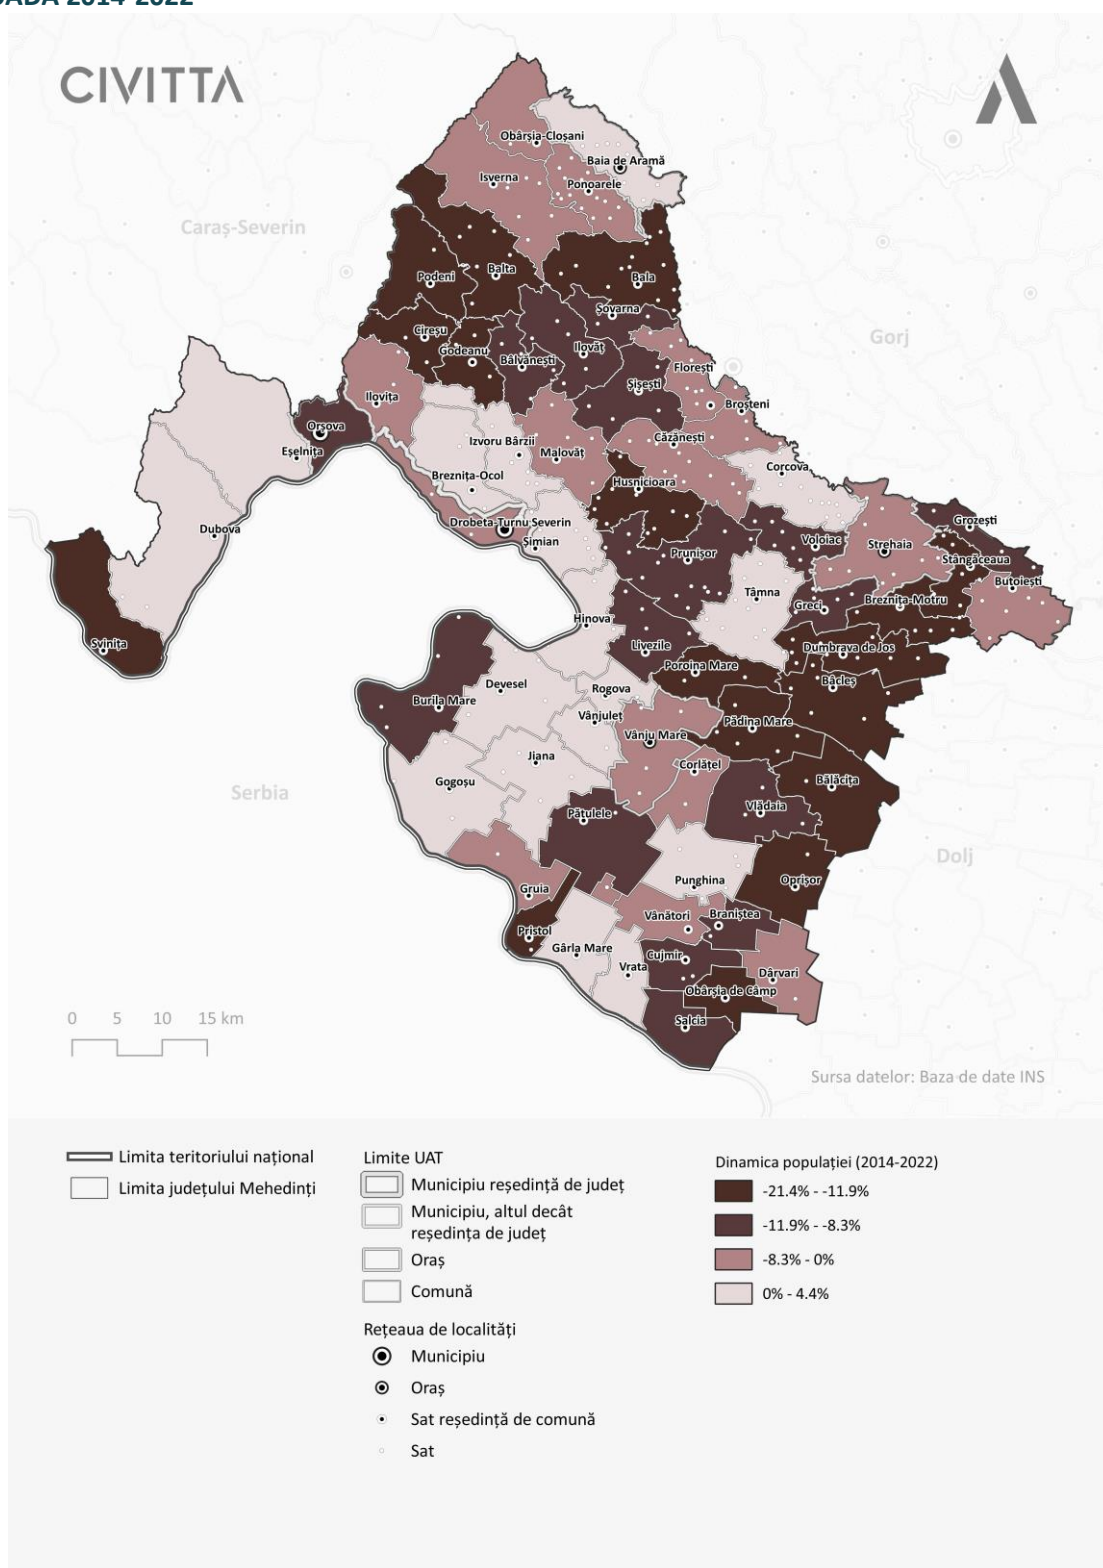 2014-2022
CIVITTA
Obârșia-Cloșani
Baia de Aramă
Isverna
Ponoarele
Caraș-Severin
Podeni
Balta
Bala
Șovarna
Gorj
Cireșu
Godeanu
Ilovăț
Bâlvănești
Florești
Șișești
Ilovița
Broșteni
Orșova
Căzănești
Izvoru Bârzii
Malovăț
Eșelnița
Corcova
Breznița-Ocol
Husnicioara
Drobeta-Turnu Severin
Grozești
Dubova
Șimian
Voloiac
Strehaia
Prunișor
Stângăceaua
Butoiești
Tâmna
Breznița-Motru
Greci
Hinova
Svinița
Livezile
Dumbrava de Jos
Poroina Mare
Bâcleș
Devesel
Rogova
Burila Mare
Vânjuleț
Pădina Mare
Vânju Mare
Jiana
Corlățel
Gogoșu
Bălăcița
Serbia
Vlădaia
Pătulele
Dolj
Punghina
Oprișor
Gruia
Vânători
Braniștea
Pristol
Gârla Mare
Cujmir
Vrata
Dârvari
Obârșia de Câmp
Salcia
0 5 10 15 km
Sursa datelor: Baza de date INS
Limita teritoriului național
Limita județului Mehedinți
Limite UAT
Municipiu reședință de județ
Municipiu, altul decât
reședința de județ
Oraș
Comună
Rețeaua de localități
Municipiu
Oraș
Sat reședință de comună
Sat
Dinamica populației (2014-2022)
-21.4% - -11.9%
-11.9% - -8.3%
-8.3% - 0%
0% - 4.4%